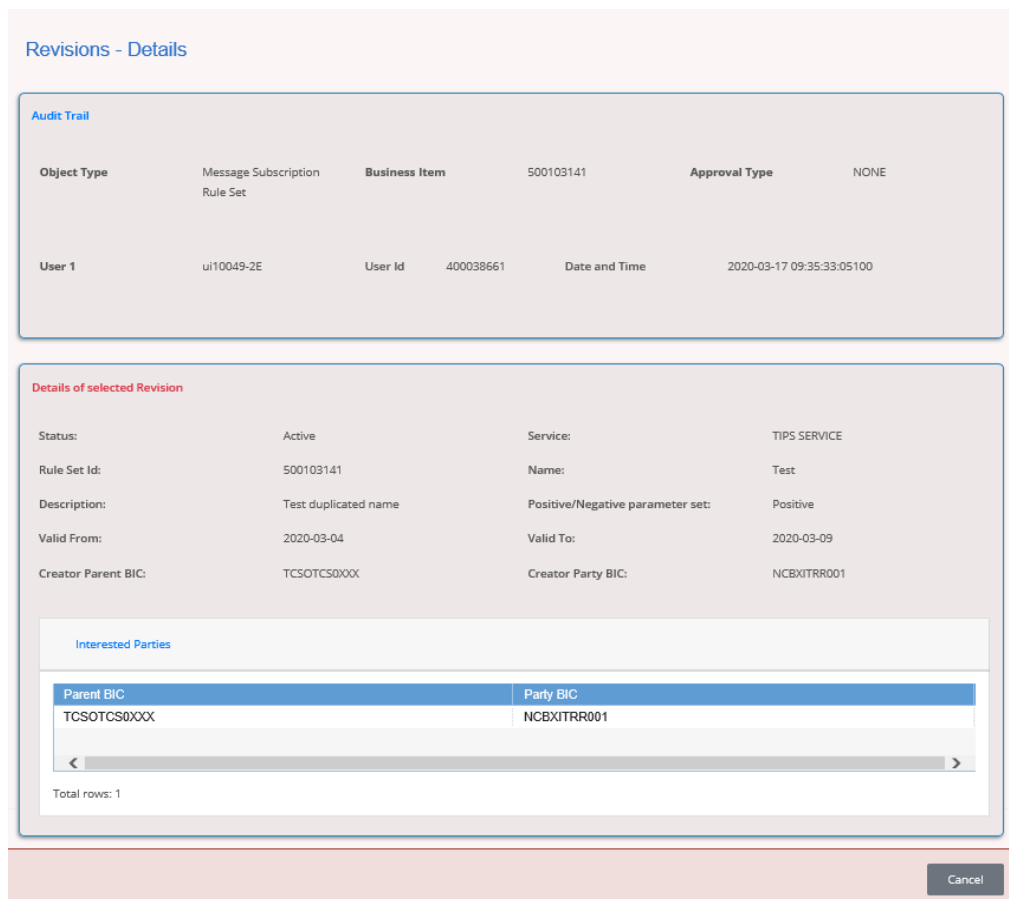 Revisions - Details
Audit Trail
Object Type Message Subscription Business Item 500103141 Approval Type NONE
Rule Set
User 1 ui10049-2E User Id 400038661 Date and Time 2020-03-17 09:35:33:05100
Details of selected Revision
Status: Active Service: TIPS SERVICE
Rule Set Id: 500103141 Name: Test
Description: Test duplicated name Positive/Negative parameter set: Positive
Valid From: 2020-03-04 Valid To: 2020-03-09
Creator Parent BIC: TCSOTCS0XXX Creator Party BIC: NCBXITRR001
Interested Parties
Parent BIC Party BIC
TCSOTCS0XXX NCBXITRR001
Total rows: 1
Cancel